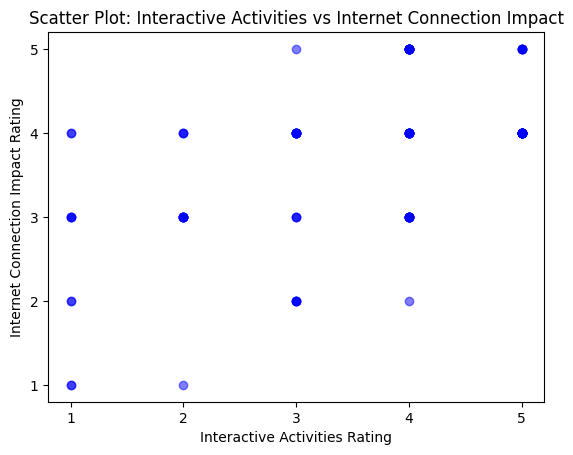 Scatter Plot: Interactive Activities vs Internet Connection Impact
Internet Connection Impact Rating
5
4
3
2
1
1 2 3 4 5
Interactive Activities Rating